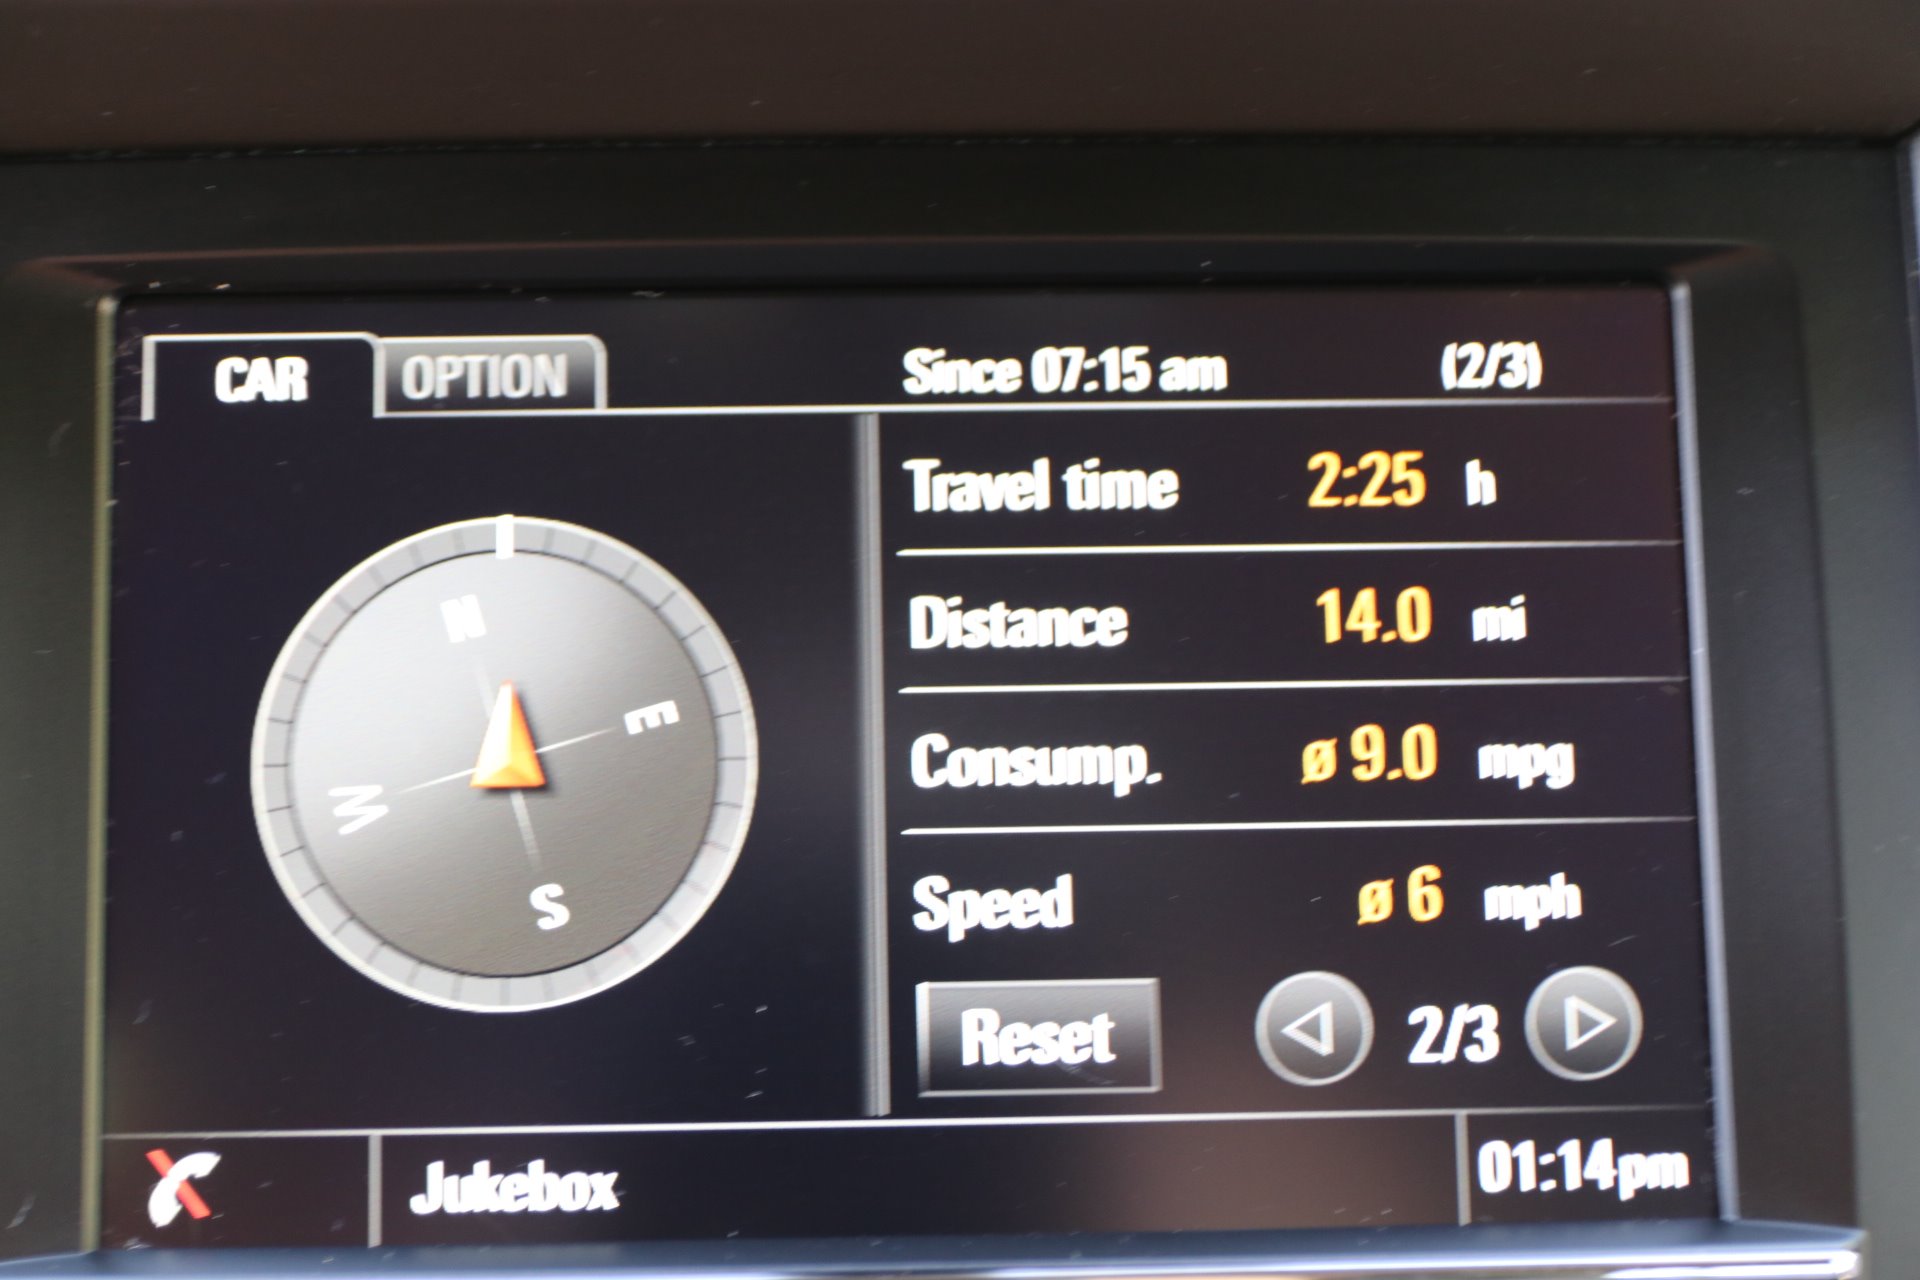 CAR OPTION Since 07:15 am (2/3)
Travel time 2:25 h
Distance 14.0 mi
Consump. ø 9.0 mpg
Speed ø 6 mph
N
E
W
S
Reset 2/3
Jukebox 01:14pm